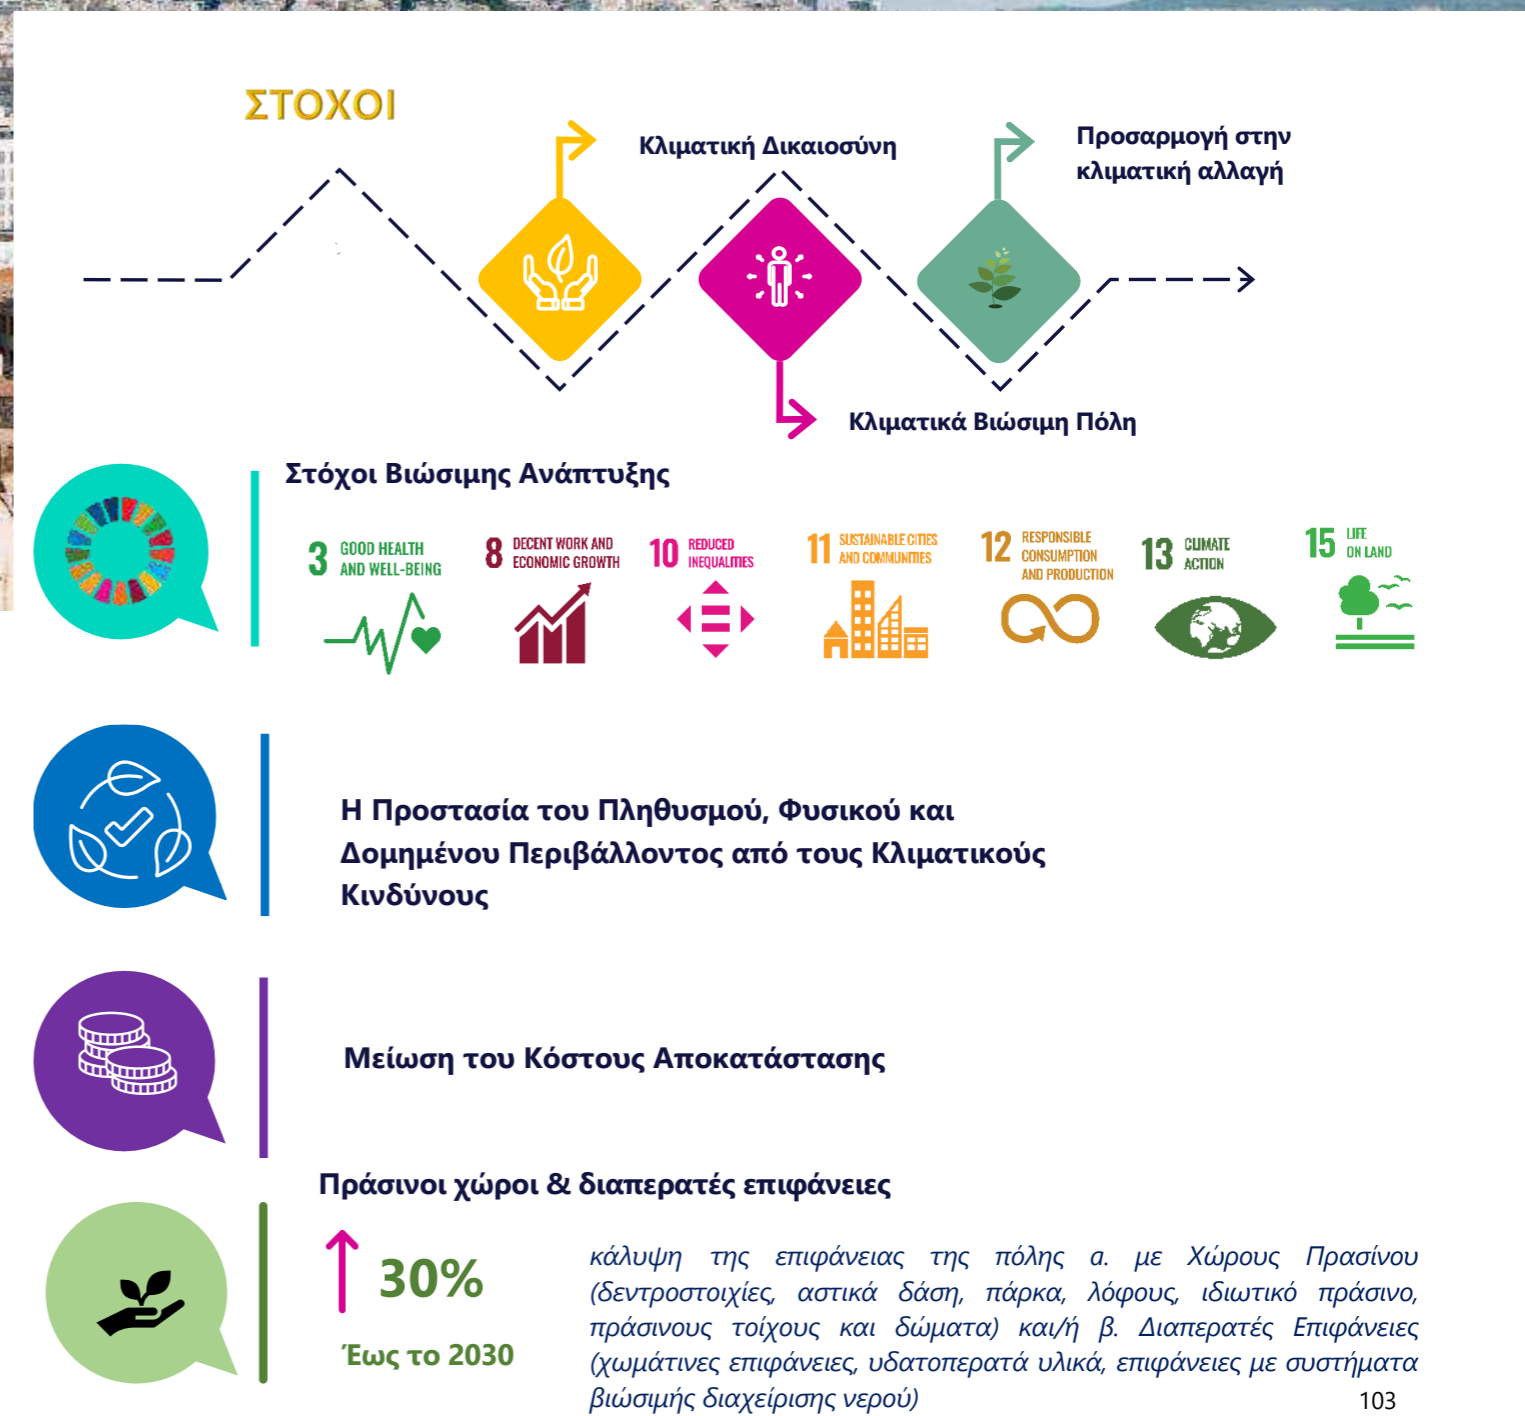 ΣΤΟΧΟΙ
Κλιματική Δικαιοσύνη
Προσαρμογή στην
κλιματική αλλαγή
Κλιματικά Βιώσιμη Πόλη
Στόχοι Βιώσιμης Ανάπτυξης
3 GOOD HEALTH
AND WELL-BEING
8 DECENT WORK AND
ECONOMIC GROWTH
10 REDUCED
INEQUALITIES
11 SUSTAINABLE CITIES
AND COMMUNITIES
12 RESPONSIBLE
CONSUMPTION
AND PRODUCTION
13 CLIMATE
ACTION
15 LIFE
ON LAND
Η Προστασία του Πληθυσμού, Φυσικού και
Δομημένου Περιβάλλοντος από τους Κλιματικούς
Κινδύνους
Μείωση του Κόστους Αποκατάστασης
Πράσινοι χώροι & διαπερατές επιφάνειες
30%
Έως το 2030
κάλυψη της επιφάνειας της πόλης α. με Χώρους Πρασίνου
(δεντροστοιχίες, αστικά δάση, πάρκα, λόφους, ιδιωτικό πράσινο,
πράσινους τοίχους και δώματα) και/ή β. Διαπερατές Επιφάνειες
(χωμάτινες επιφάνειες, υδατοπερατά υλικά, επιφάνειες με συστήματα
βιώσιμής διαχείρισης νερού)
103